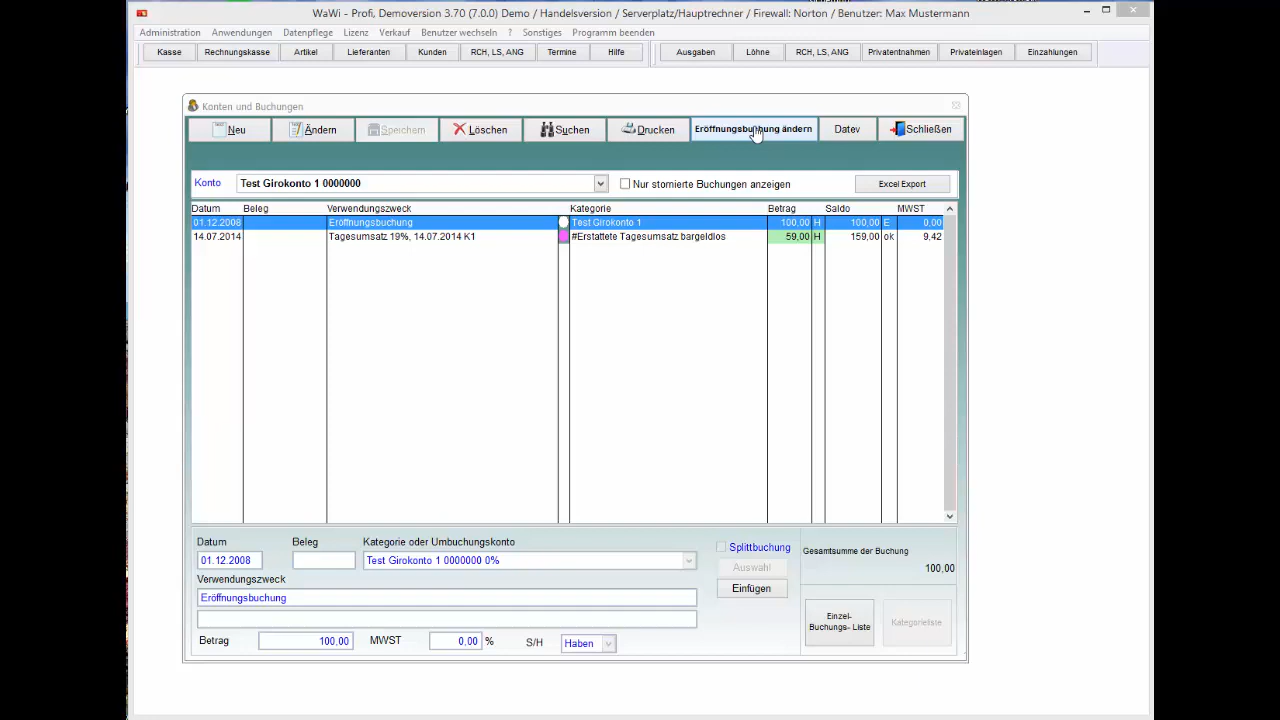 WaWi - Profi, Demoversion 3.70 (7.0.0) Demo / Handelsversion / Serverplatz/Hauptrechner / Firewall: Norton / Benutzer: Max Mustermann
Administration Anwendungen Datenpflege Lizenz Verkauf Benutzer wechseln ? Sonstiges Programm beenden
Kasse Rechnungskasse Artikel Lieferanten Kunden RCH, LS, ANG Termine Hilfe Ausgaben Löhne RCH, LS, ANG Privatentnahmen Privateinlagen Einzahlungen
Konten und Buchungen
Neu Ändern Speichern Löschen Suchen Drucken Eröffnungsbuchung ändern Datev Schließen
Konto Test Girokonto 1 0000000 Nur stornierte Buchungen anzeigen Excel Export
Datum Beleg Verwendungszweck Kategorie Betrag Saldo MWST
01.12.2008 Eröffnungsbuchung Test Girokonto 1 100,00 H 100,00 E 0,00
14.07.2014 Tagesumsatz 19%, 14.07.2014 K1 #Erstattete Tagesumsatz bargeldlos 59,00 H 159,00 ok 9,42
Datum Beleg Kategorie oder Umbuchungskonto Splittbuchung Gesamtsumme der Buchung
01.12.2008 Test Girokonto 1 0000000 0% Auswahl 100,00
Verwendungszweck Einfügen
Eröffnungsbuchung
Einzel-
Buchungs- Liste Kategorieliste
Betrag 100,00 MWST 0,00 % S/H Haben